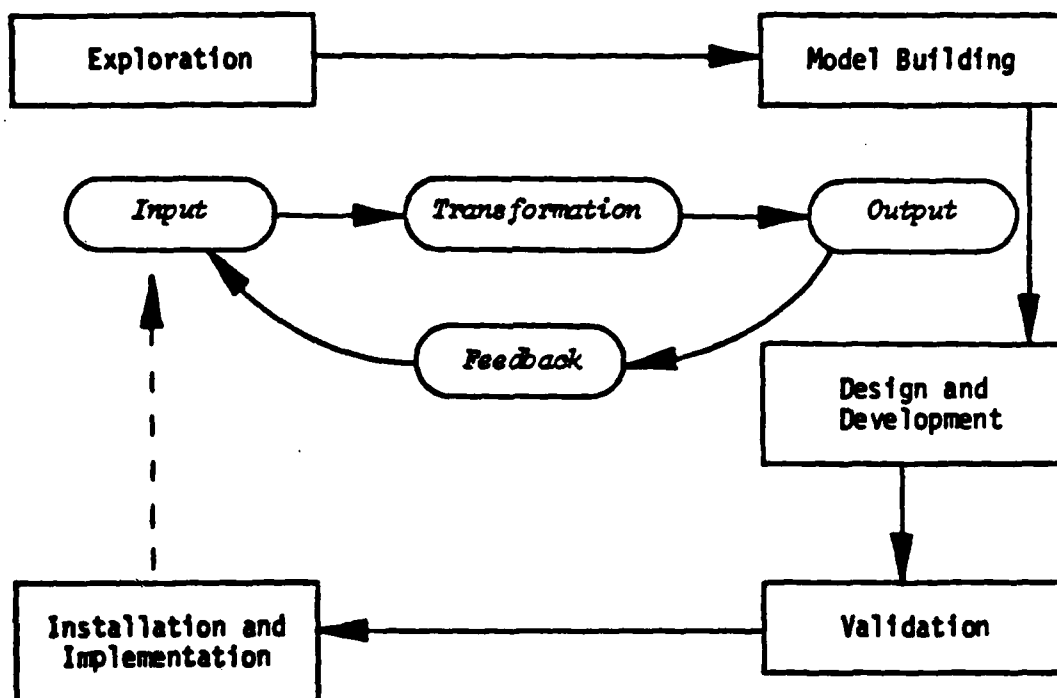 Exploration
Model Building
Input
Transformation
Output
Feedback
Design and
Development
Installation and
Implementation
Validation